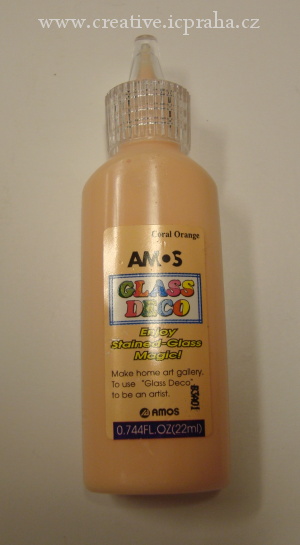 www.creative.icpraha.cz
Coral Orange
AMOS
GLASS
DECO
Enjoy
Stained-Glass
Magic!
Make home art gallery.
To use "Glass Deco"
to be an artist.
AMOS
0.744FL.OZ(22ml)